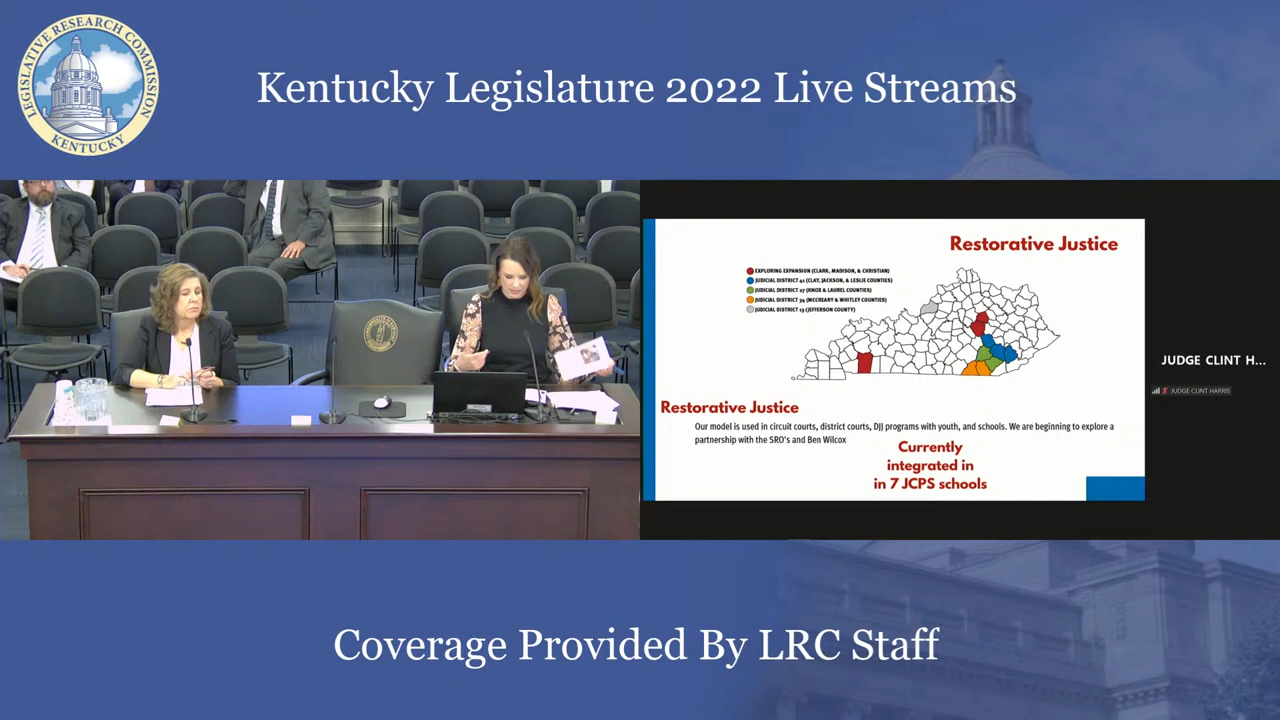 LEGISLATIVE RESEARCH COMMISSION
KENTUCKY
Kentucky Legislature 2022 Live Streams
Restorative Justice
EXPLORING EXPANSION (CLARK, MADISON, & CHRISTIAN)
JUDICIAL DISTRICT 41 (CLAY, JACKSON, & LESLIE COUNTIES)
JUDICIAL DISTRICT 27 (KNOX & LAUREL COUNTIES)
JUDICIAL DISTRICT 34 (MCCREARY & WHITLEY COUNTIES)
JUDICIAL DISTRICT 13 (JEFFERSON COUNTY)
JUDGE CLINT H...
JUDGE CLINT HARRIS
Restorative Justice
Our model is used in circuit courts, district courts, DJJ programs with youth, and schools. We are beginning to explore a
partnership with the SRO's and Ben Wilcox
Currently
integrated in
in 7 JCPS schools
Coverage Provided By LRC Staff